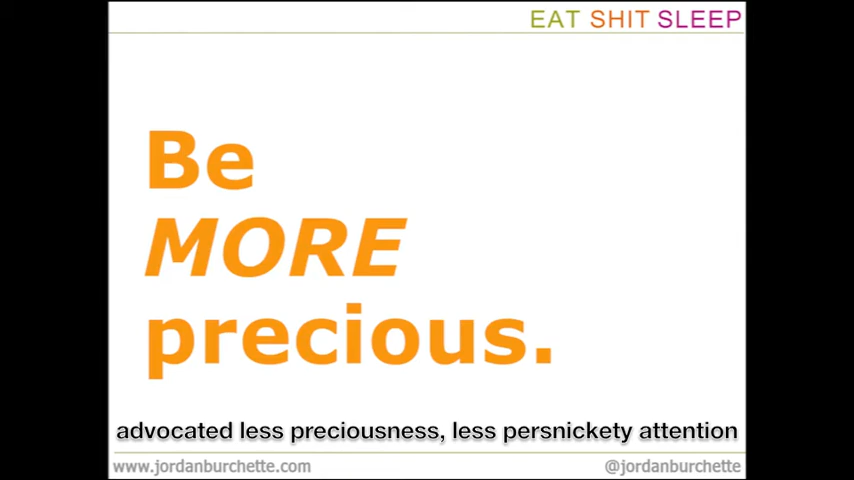 EAT SHIT SLEEP
Be
MORE
precious.
advocated less preciousness, less persnickety attention
www.jordanburchette.com @jordanburchette